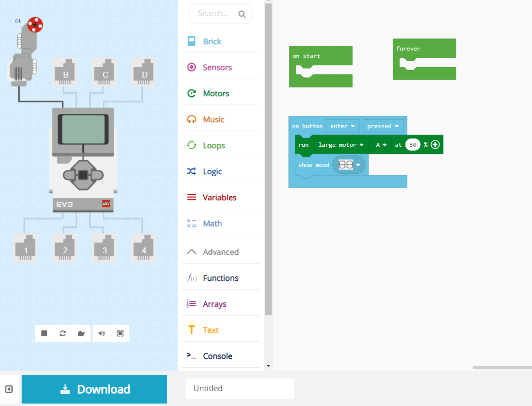 A
B
C
D
EV3
LEGO
1
2
3
4
Download
Search...
Brick
Sensors
Motors
Music
Loops
Logic
Variables
Math
Advanced
f(x) Functions
Arrays
T Text
>_ Console
on start
forever
on button enter pressed
run large motor A at 50 %
show mood
Untitled